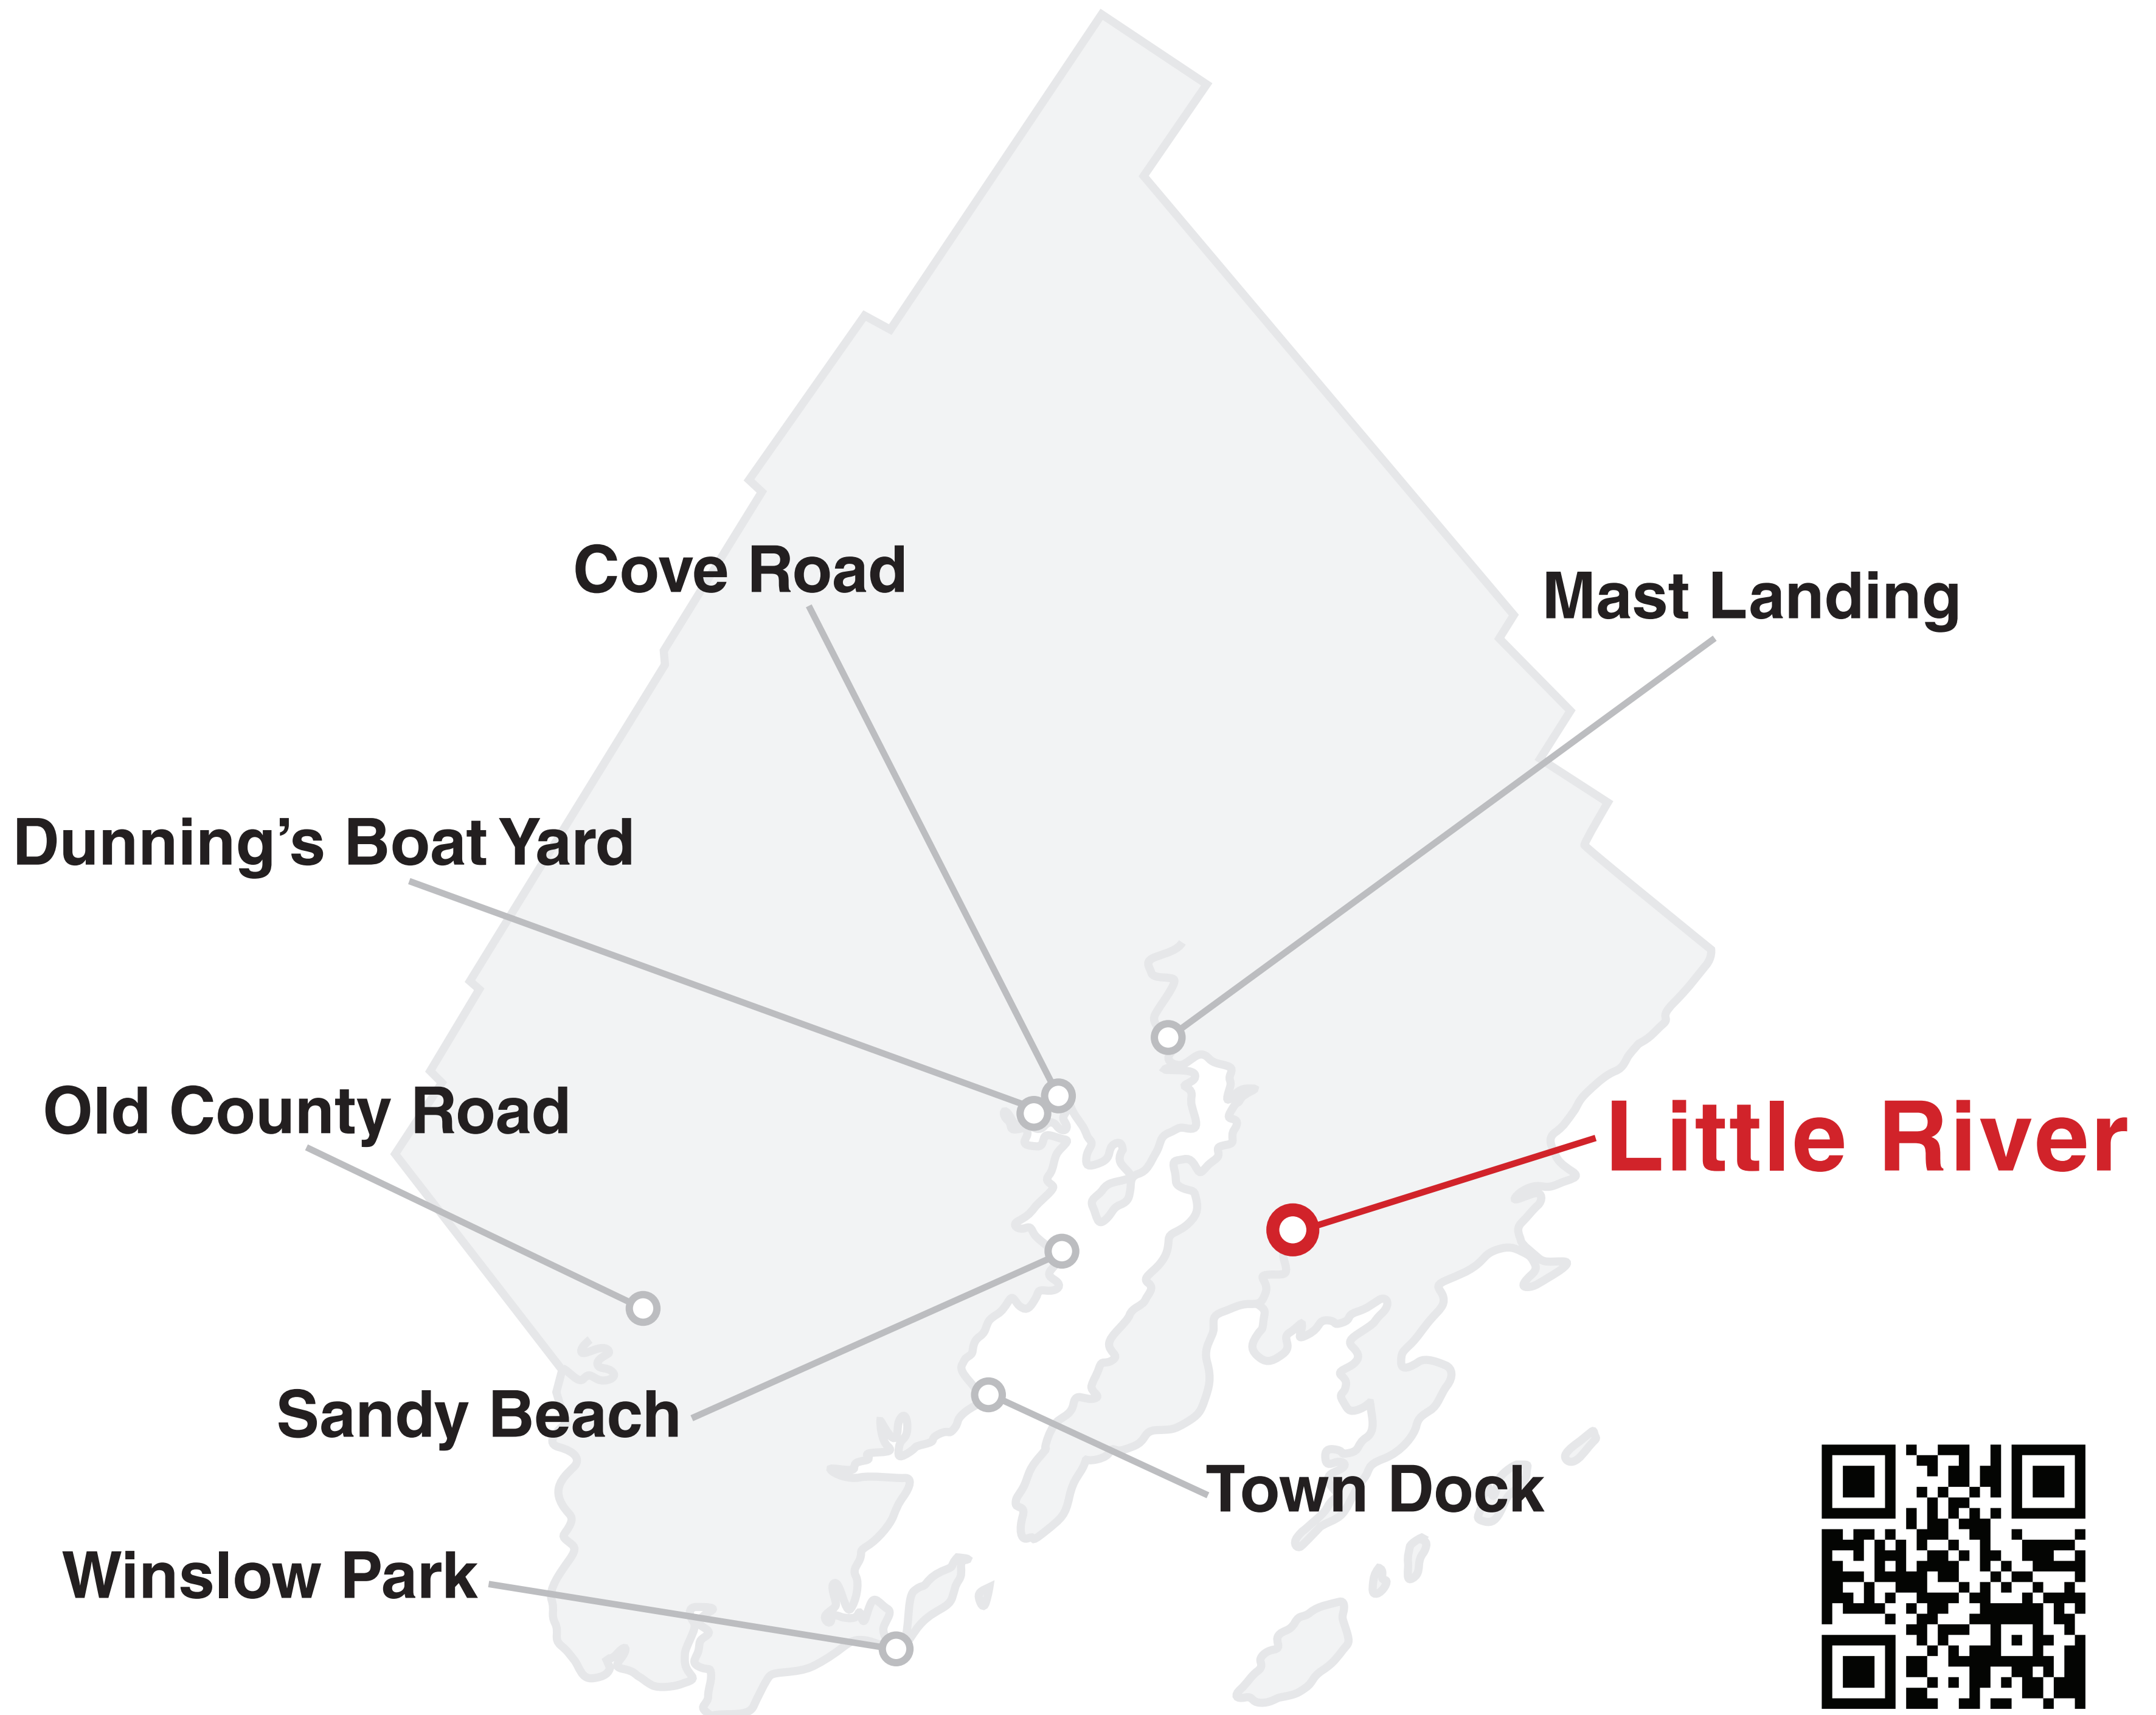 Cove Road
Mast Landing
Dunning’s Boat Yard
Old County Road
Little River
Sandy Beach
Town Dock
Winslow Park